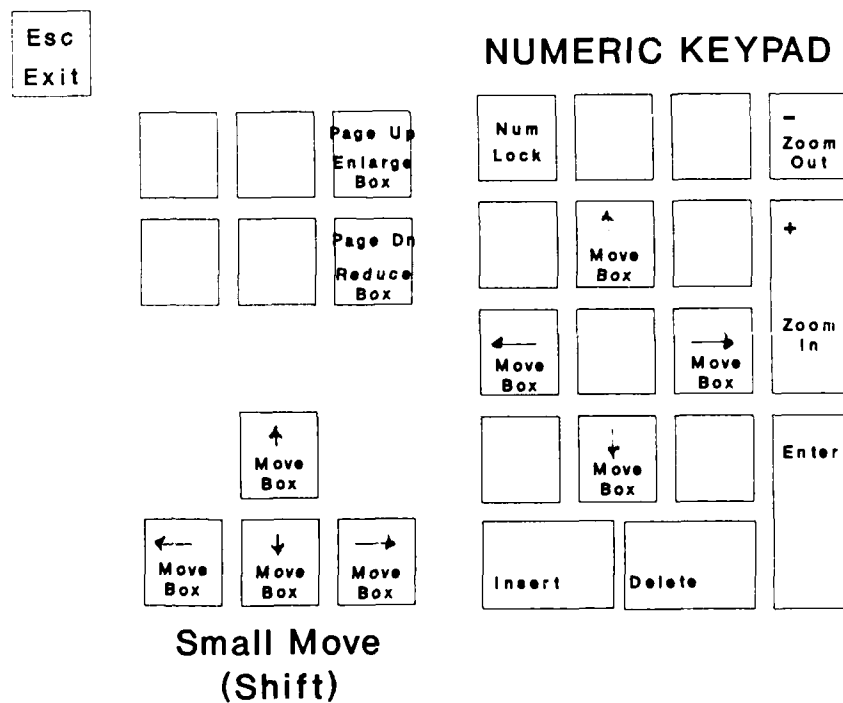 Esc
Exit
NUMERIC KEYPAD
Page Up
Enlarge
Box
Page Dn
Reduce
Box
Num
Lock
-
Zoom
Out
↑
Move
Box
+
Zoom
In
←
Move
Box
→
Move
Box
↓
Move
Box
Enter
Insert
Delete
↑
Move
Box
←
Move
Box
↓
Move
Box
→
Move
Box
Small Move
(Shift)